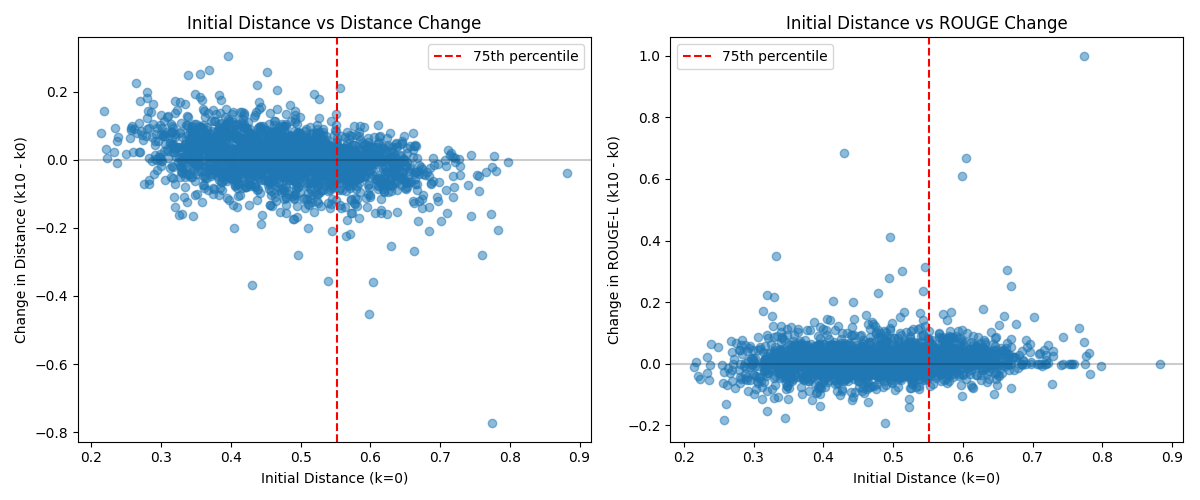 Initial Distance vs Distance Change
75th percentile
Change in Distance (k10 - k0)
0.2
0.0
−0.2
−0.4
−0.6
−0.8
0.2 0.3 0.4 0.5 0.6 0.7 0.8 0.9
Initial Distance (k=0)
Initial Distance vs ROUGE Change
75th percentile
Change in ROUGE-L (k10 - k0)
1.0
0.8
0.6
0.4
0.2
0.0
−0.2
0.2 0.3 0.4 0.5 0.6 0.7 0.8 0.9
Initial Distance (k=0)